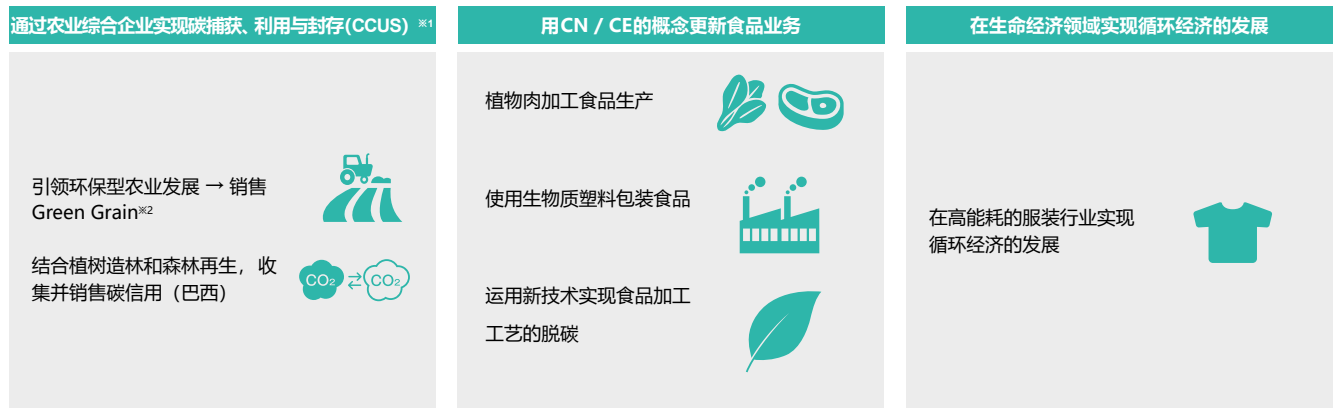 通过农业综合企业实现碳捕获、利用与封存(CCUS) ※1
引领环保型农业发展 → 销售
Green Grain※2
结合植树造林和森林再生，收
集并销售碳信用（巴西）
CO₂ ⇄ CO₂
用CN / CE的概念更新食品业务
植物肉加工食品生产
使用生物质塑料包装食品
运用新技术实现食品加工
工艺的脱碳
在生命经济领域实现循环经济的发展
在高能耗的服装行业实现
循环经济的发展